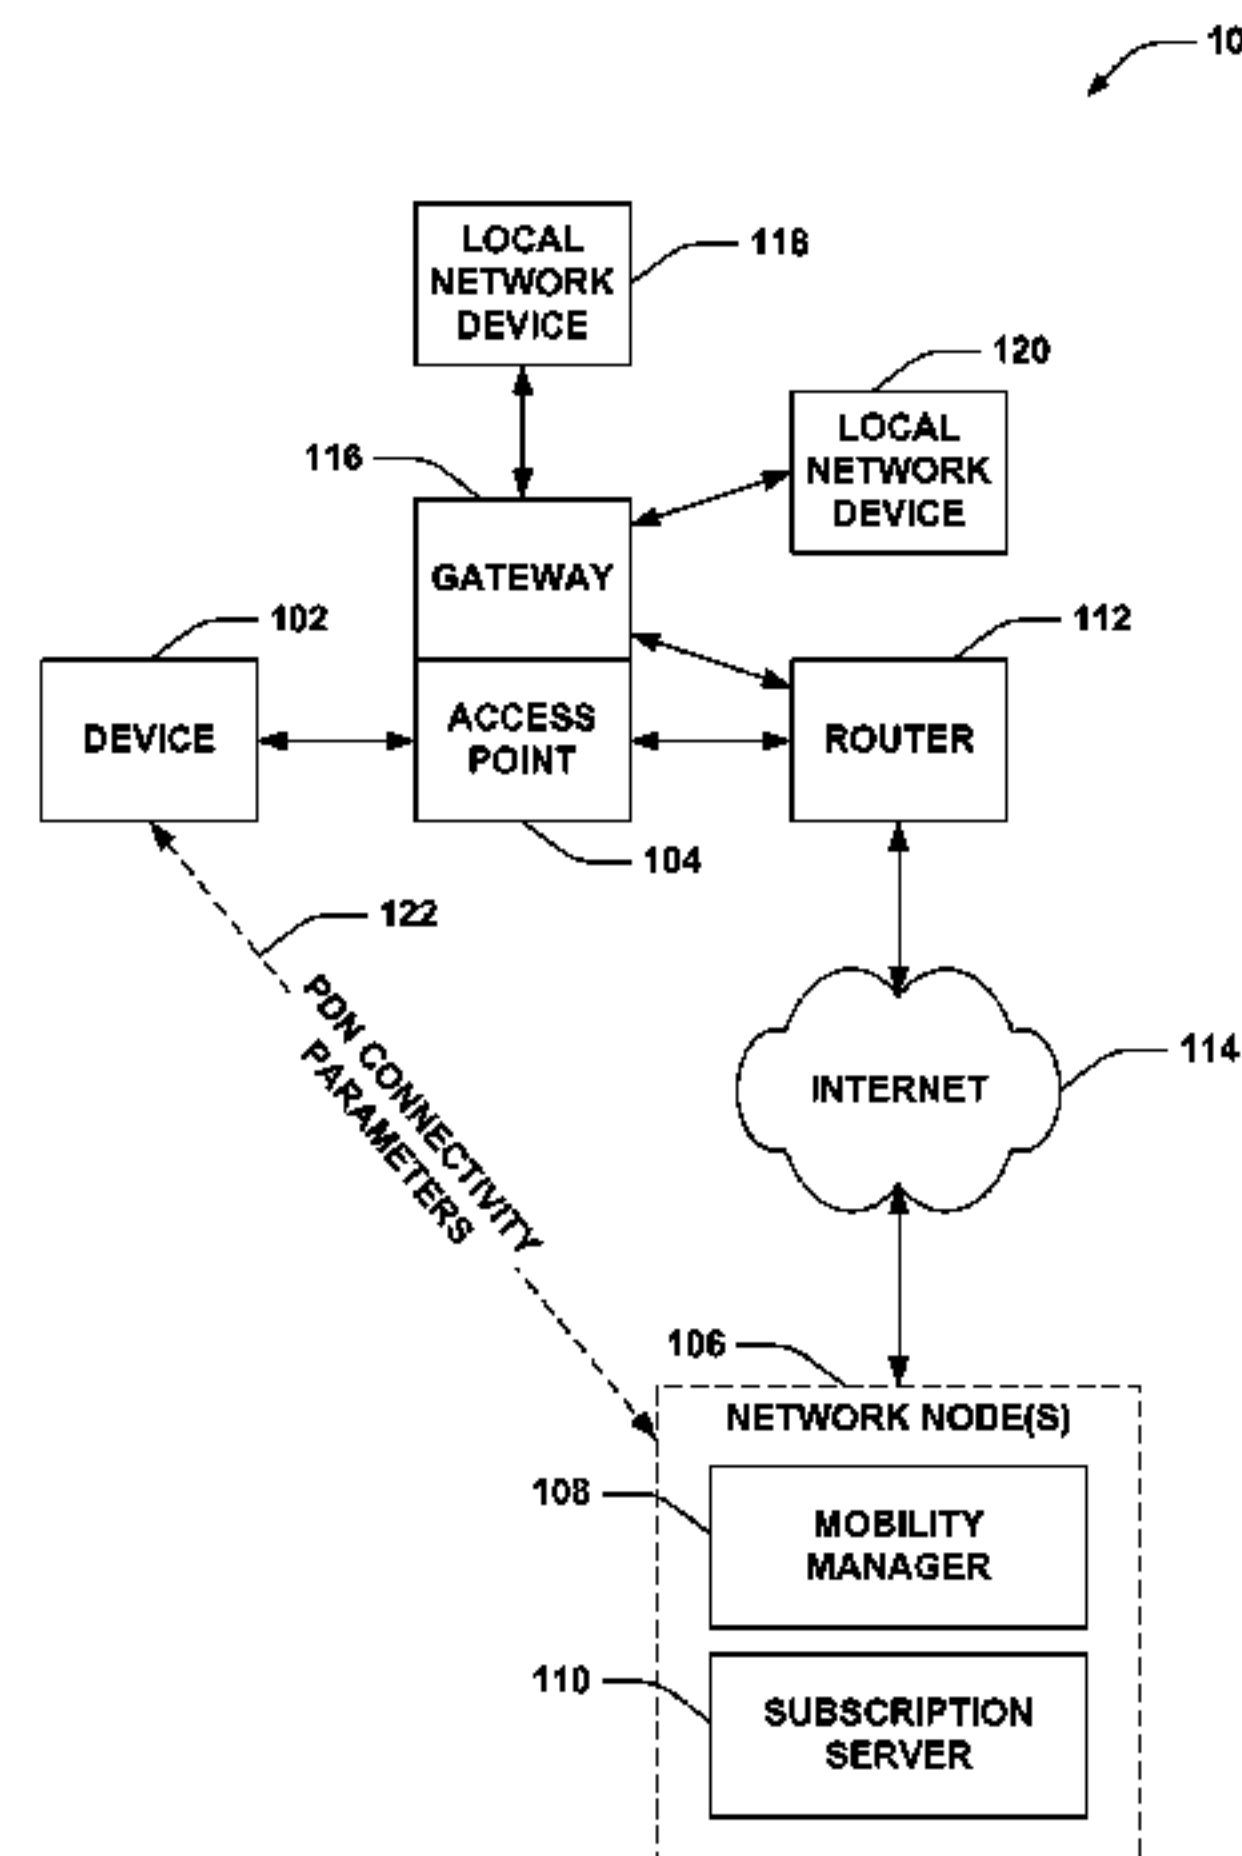 10
LOCAL
NETWORK
DEVICE
118
120
LOCAL
NETWORK
DEVICE
116
GATEWAY
102
112
DEVICE
ACCESS
POINT
ROUTER
104
122
PDN CONNECTIVITY
PARAMETERS
INTERNET
114
106
NETWORK NODE(S)
108
MOBILITY
MANAGER
110
SUBSCRIPTION
SERVER